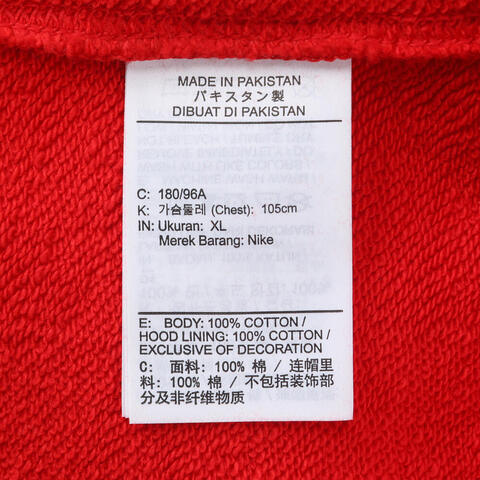 MADE IN PAKISTAN
パキスタン製
DIBUAT DI PAKISTAN
C: 180/96A
K: 가슴둘레 (Chest): 105cm
IN: Ukuran: XL
Merek Barang: Nike
E: BODY: 100% COTTON /
HOOD LINING: 100% COTTON /
EXCLUSIVE OF DECORATION
C: 面料: 100% 棉 / 连帽里
料: 100% 棉 / 不包括装饰部
分及非纤维物质